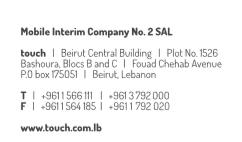 Mobile Interim Company No. 2 SAL
touch | Beirut Central Building | Plot No. 1526
Bashoura, Blocs B and C | Fouad Chehab Avenue
P.O box 175051 | Beirut, Lebanon
T | +961 1 566 111 | +961 3 792 000
F | +961 1 564 185 | +961 1 792 020
www.touch.com.lb